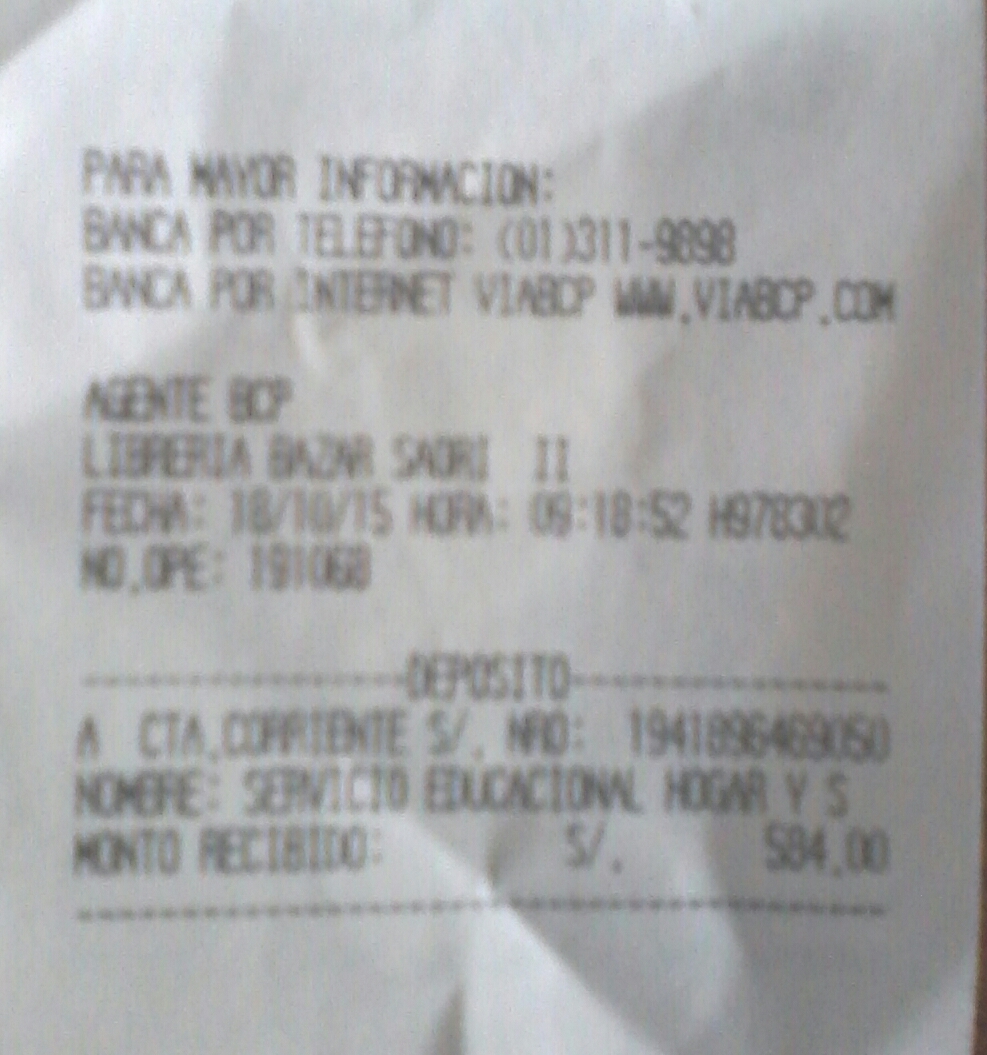 PARA MAYOR INFORMACION:
BANCA POR TELEFONO: (01)311-9898
BANCA POR INTERNET VIABCP WWW.VIABCP.COM
AGENTE BCP
LIBRERIA BAZAR SADRI II
FECHA: 18/10/15 HORA: 09:18:52 H978302
NO.OPE: 191068
DEPOSITO
A CTA.CORRIENTE S/. NRO: 1941896469050
NOMBRE: SERVICIO EDUCACIONAL HOGAR Y S
MONTO RECIBIDO: S/. 584.00